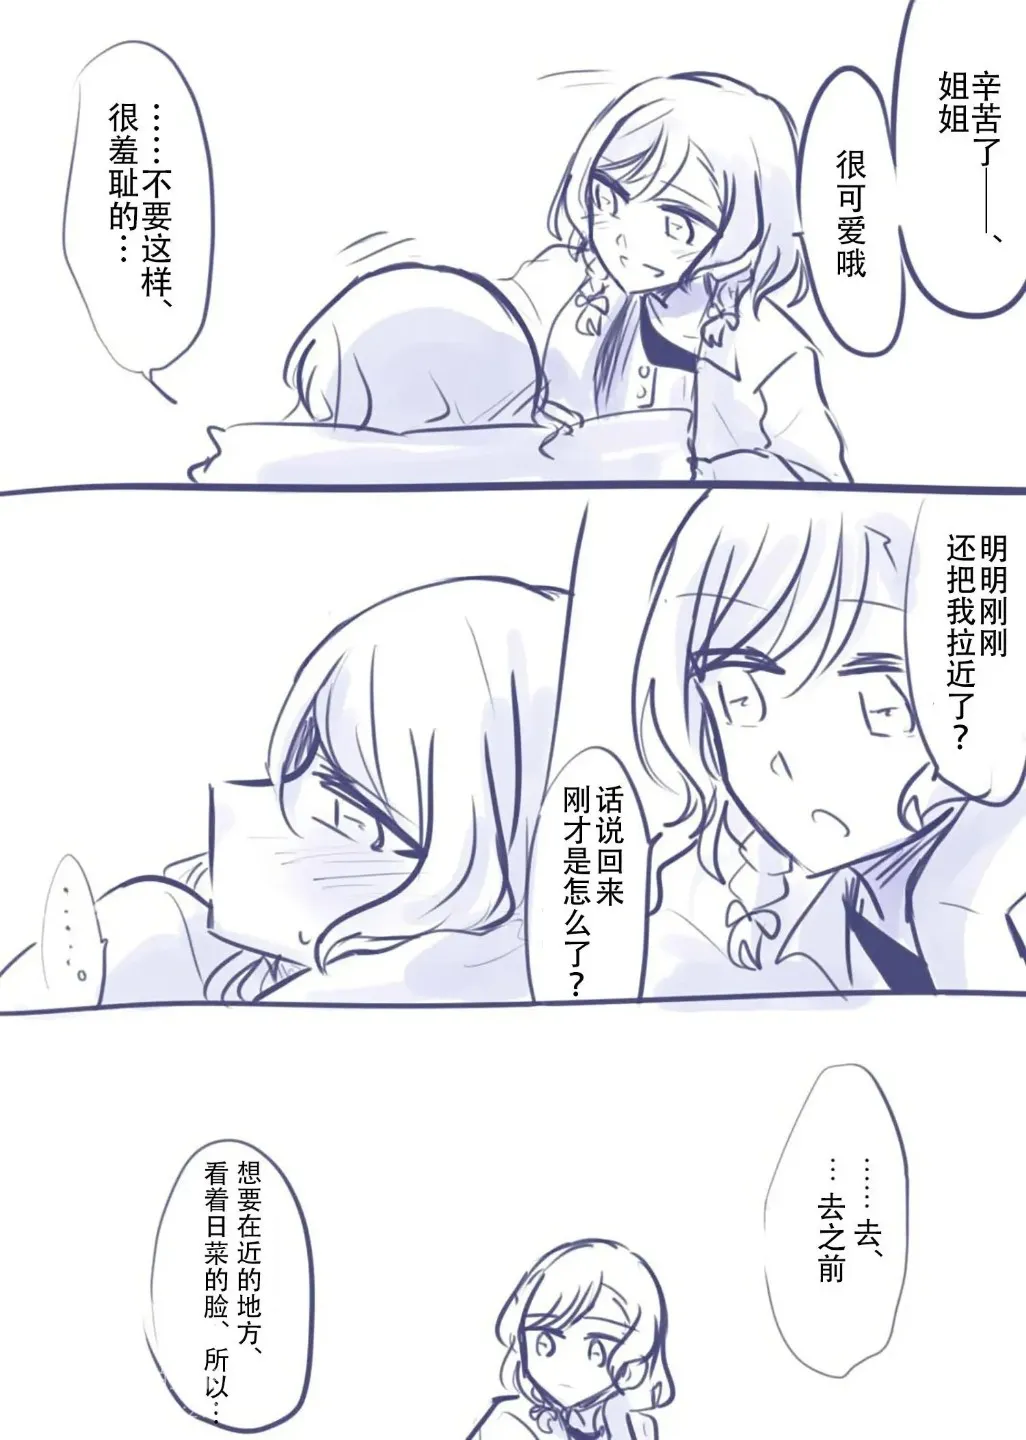 辛苦了——、
姐姐
很可爱哦
……不要这样、
很羞耻的…
明明刚刚
还把我拉近了？
话说回来
刚才是怎么了？
……。
……去、
…去之前
想要在近的地方、
看着日菜的脸、所以…